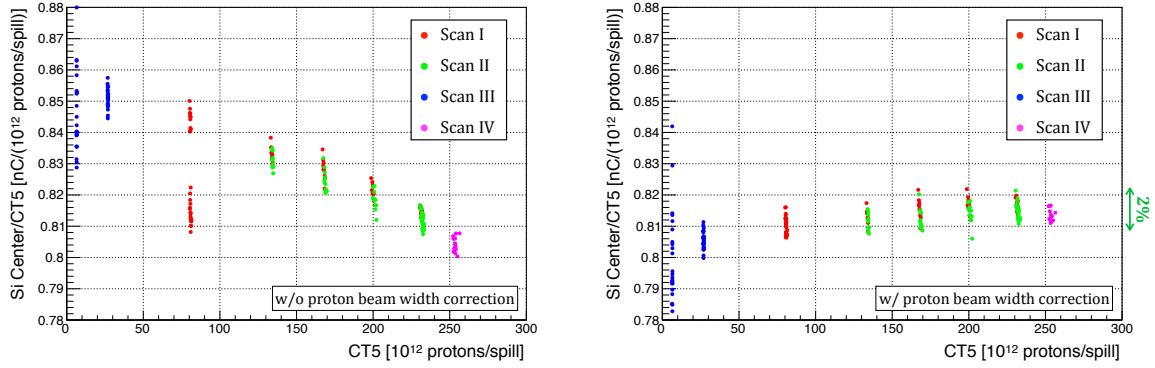 0.88
0.87
0.86
0.85
0.84
0.83
0.82
0.81
0.8
0.79
0.78
Si Center/CT5 [nC/(10¹² protons/spill)]
Scan I
Scan II
Scan III
Scan IV
w/o proton beam width correction
0 50 100 150 200 250 300
CT5 [10¹² protons/spill]
0.88
0.87
0.86
0.85
0.84
0.83
0.82
0.81
0.8
0.79
0.78
Si Center/CT5 [nC/(10¹² protons/spill)]
Scan I
Scan II
Scan III
Scan IV
2%
w/ proton beam width correction
0 50 100 150 200 250 300
CT5 [10¹² protons/spill]